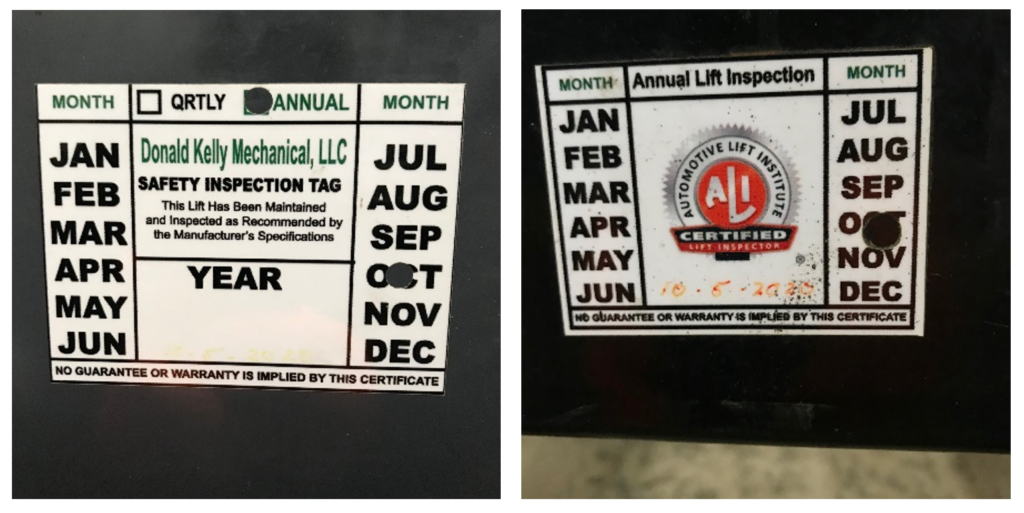 MONTH QRTLY ANNUAL MONTH
JAN
FEB
MAR
APR
MAY
JUN
Donald Kelly Mechanical, LLC
SAFETY INSPECTION TAG
This Lift Has Been Maintained
and Inspected as Recommended by
the Manufacturer's Specifications
YEAR
JUL
AUG
SEP
OCT
NOV
DEC
NO GUARANTEE OR WARRANTY IS IMPLIED BY THIS CERTIFICATE
MONTH Annual Lift Inspection MONTH
JAN
FEB
MAR
APR
MAY
JUN
AUTOMOTIVE LIFT INSTITUTE
ALI
CERTIFIED
LIFT INSPECTOR
®
10-5-2020
JUL
AUG
SEP
OCT
NOV
DEC
NO GUARANTEE OR WARRANTY IS IMPLIED BY THIS CERTIFICATE